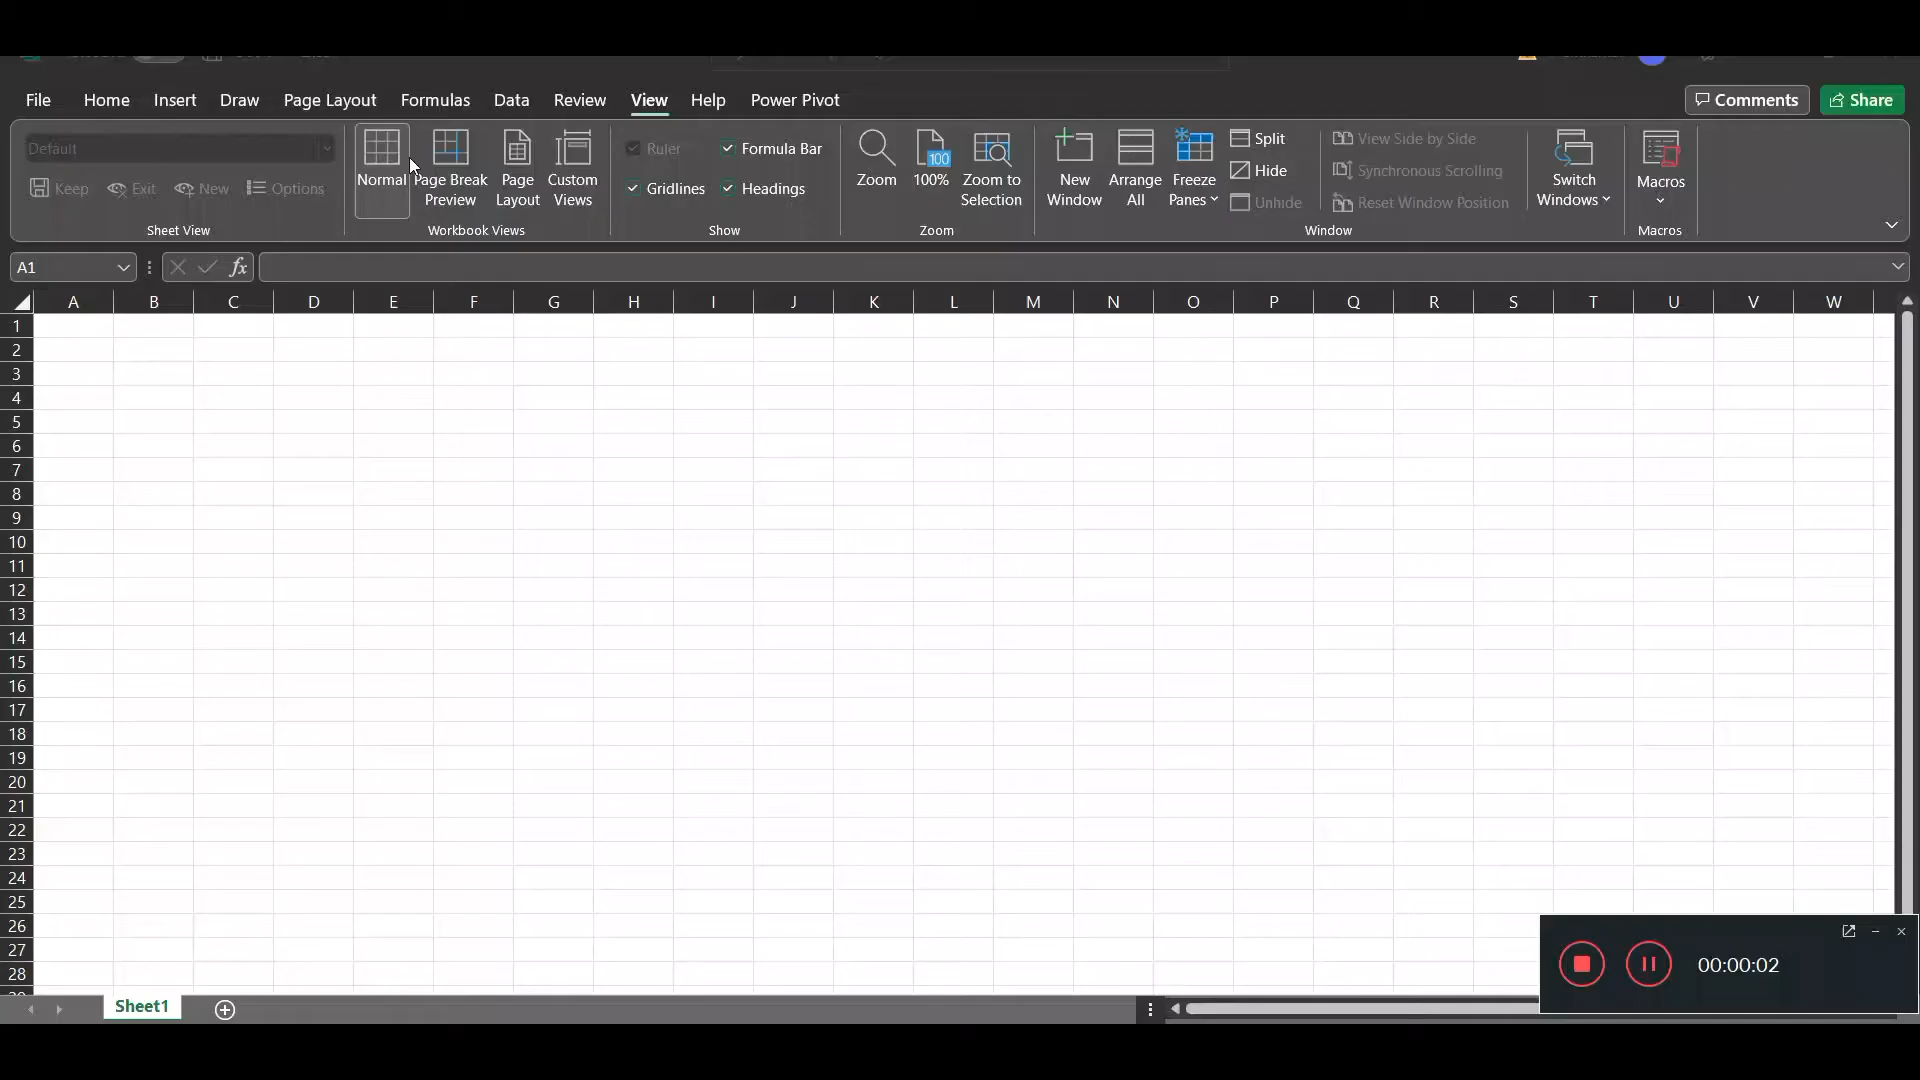 File Home Insert Draw Page Layout Formulas Data Review View Help Power Pivot Comments Share
Default
Keep Exit New Options
Sheet View
Normal
Page Break
Preview
Page
Layout
Custom
Views
Workbook Views
Ruler Formula Bar
Gridlines Headings
Show
Zoom
100
100%
Zoom to
Selection
Zoom
New
Window
Arrange
All
Freeze
Panes
Split
Hide
Unhide
View Side by Side
Synchronous Scrolling
Reset Window Position
Switch
Windows
Window
Macros
Macros
A1 fx
A B C D E F G H I J K L M N O P Q R S T U V W
1
2
3
4
5
6
7
8
9
10
11
12
13
14
15
16
17
18
19
20
21
22
23
24
25
26
27
28
00:00:02
Sheet1